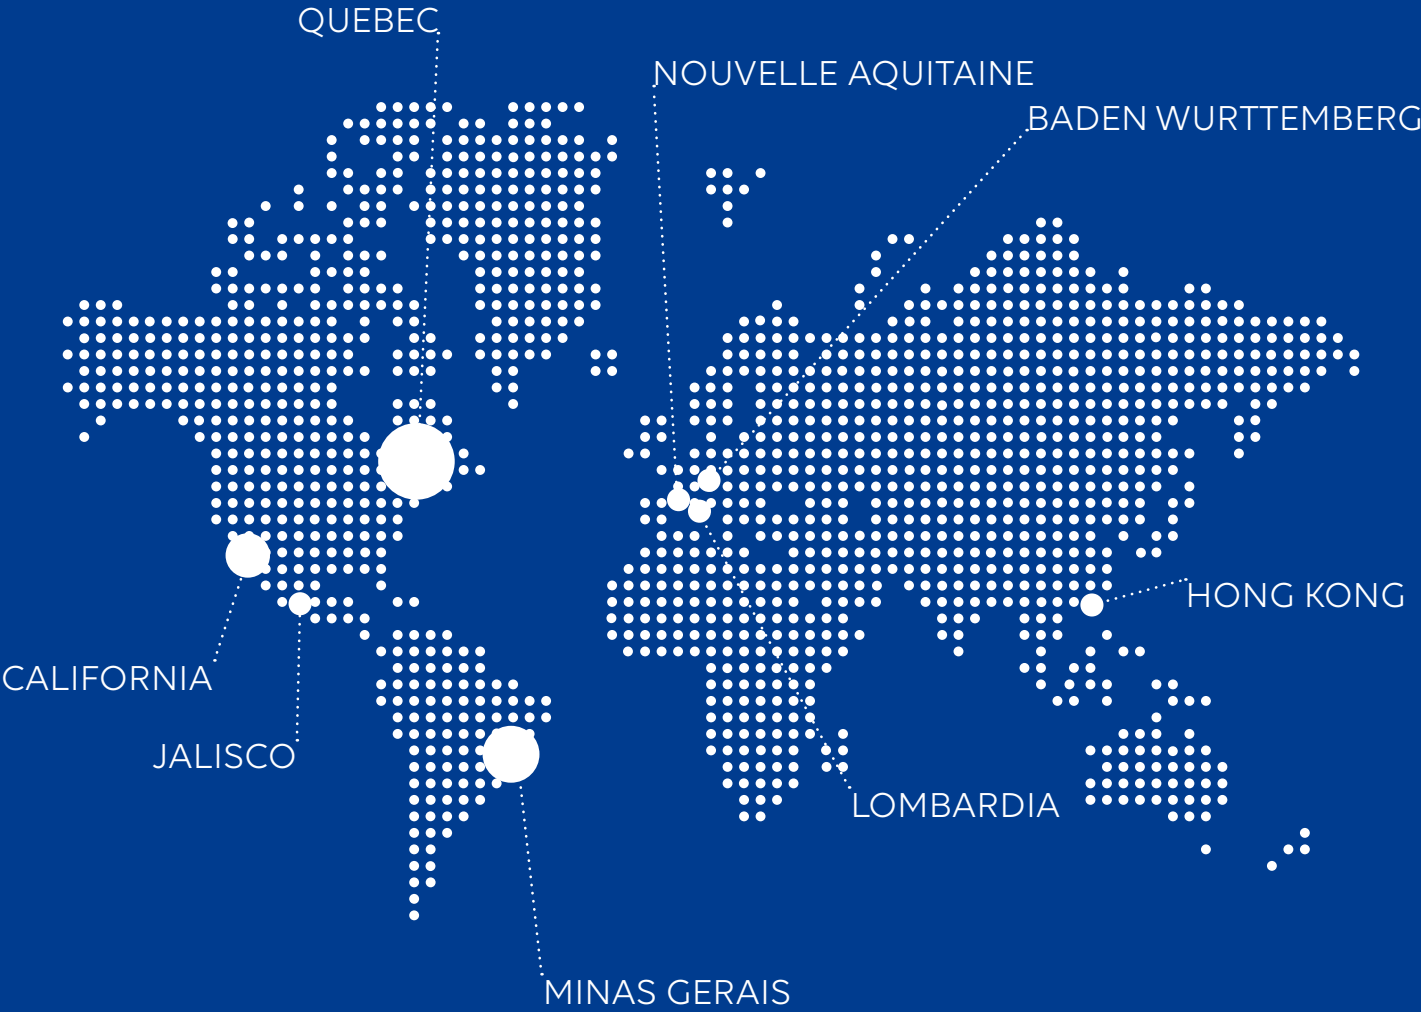 QUEBEC
NOUVELLE AQUITAINE
BADEN WURTTEMBERG
HONG KONG
CALIFORNIA
JALISCO
LOMBARDIA
MINAS GERAIS